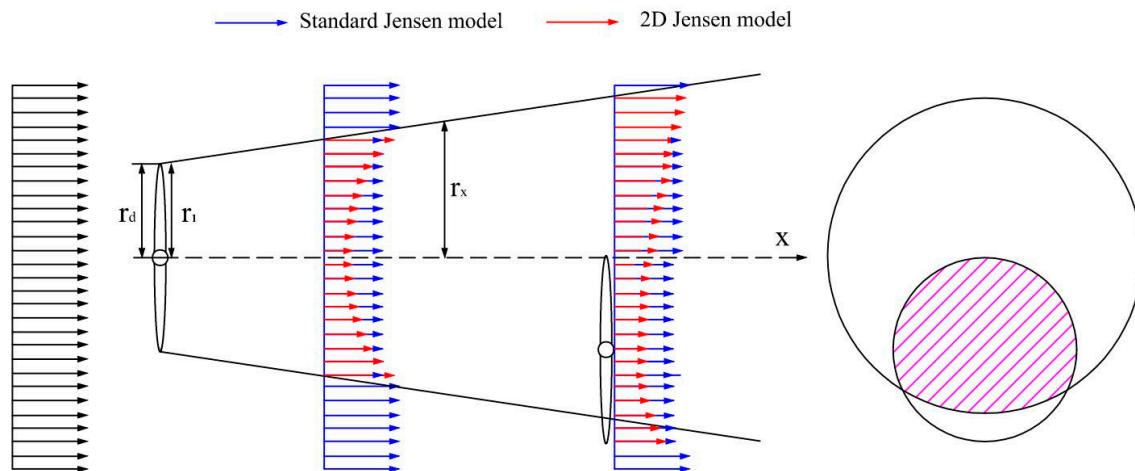 Standard Jensen model
2D Jensen model
rd
r1
rx
x